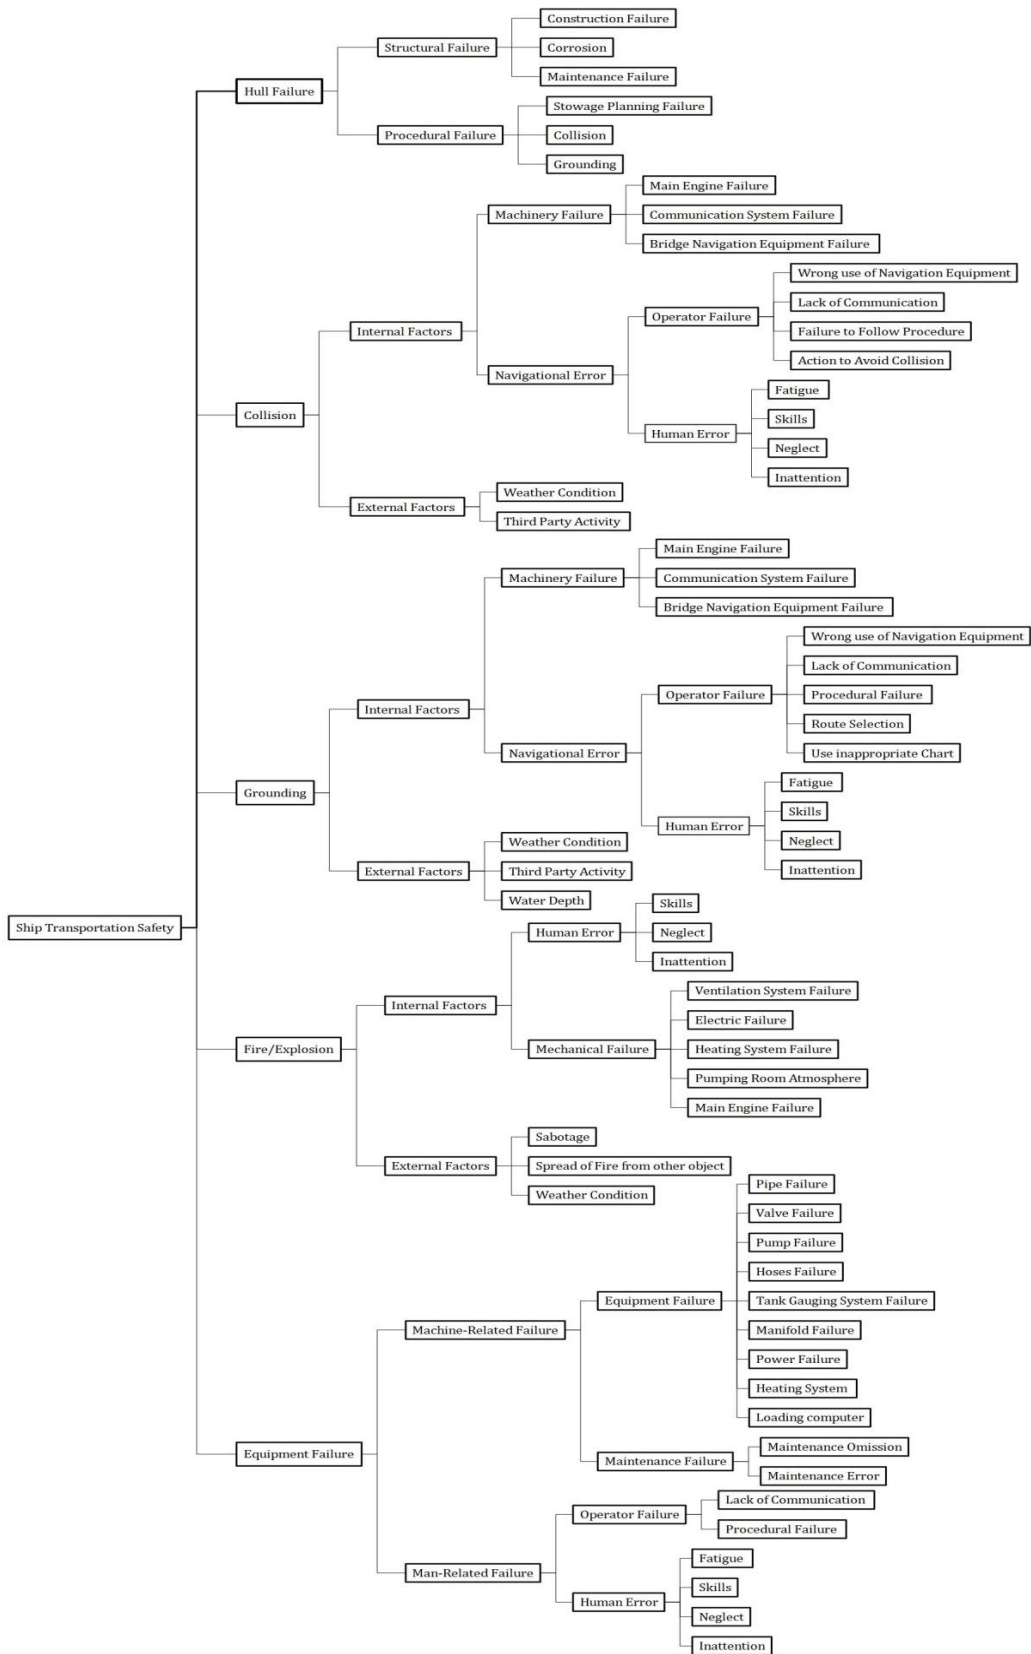 Construction Failure
Structural Failure
Corrosion
Maintenance Failure
Hull Failure
Stowage Planning Failure
Procedural Failure
Collision
Grounding
Main Engine Failure
Machinery Failure
Communication System Failure
Bridge Navigation Equipment Failure
Wrong use of Navigation Equipment
Lack of Communication
Operator Failure
Internal Factors
Failure to Follow Procedure
Action to Avoid Collision
Navigational Error
Fatigue
Collision
Skills
Human Error
Neglect
Inattention
Weather Condition
External Factors
Third Party Activity
Main Engine Failure
Machinery Failure
Communication System Failure
Bridge Navigation Equipment Failure
Wrong use of Navigation Equipment
Lack of Communication
Operator Failure
Procedural Failure
Internal Factors
Route Selection
Navigational Error
Use inappropriate Chart
Fatigue
Grounding
Skills
Human Error
Neglect
Weather Condition
External Factors
Third Party Activity
Inattention
Water Depth
Skills
Ship Transportation Safety
Human Error
Neglect
Inattention
Ventilation System Failure
Internal Factors
Electric Failure
Fire/Explosion
Mechanical Failure
Heating System Failure
Pumping Room Atmosphere
Main Engine Failure
Sabotage
External Factors
Spread of Fire from other object
Weather Condition
Pipe Failure
Valve Failure
Pump Failure
Hoses Failure
Equipment Failure
Tank Gauging System Failure
Machine-Related Failure
Manifold Failure
Power Failure
Heating System
Loading computer
Maintenance Omission
Equipment Failure
Maintenance Failure
Maintenance Error
Lack of Communication
Operator Failure
Procedural Failure
Fatigue
Man-Related Failure
Skills
Human Error
Neglect
Inattention